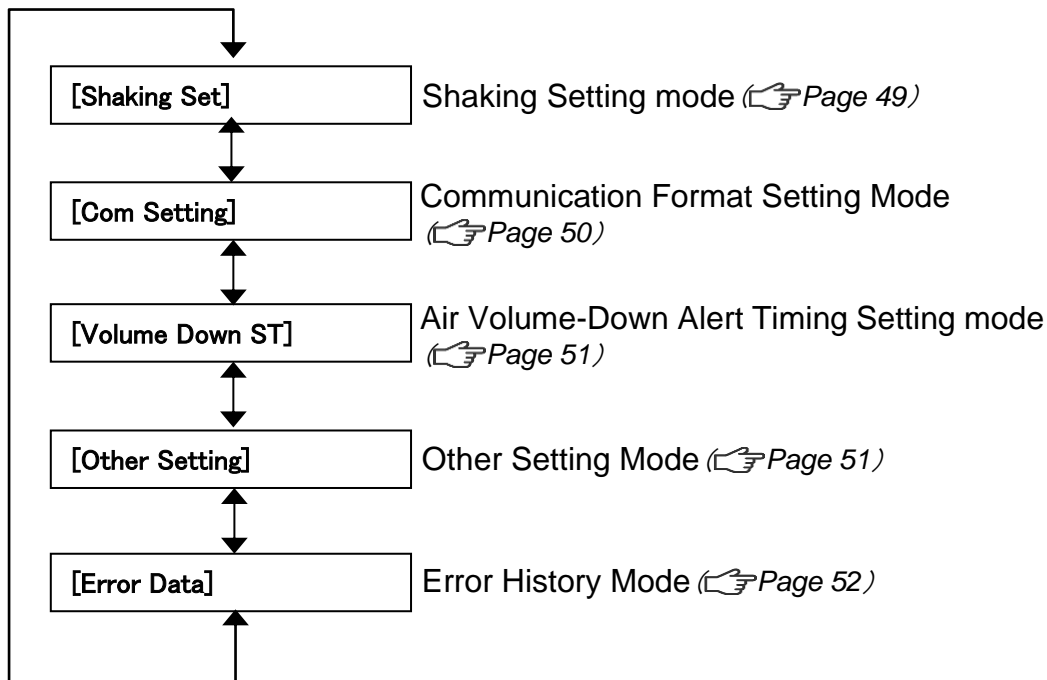 [Shaking Set] Shaking Setting mode (Page 49)
[Com Setting] Communication Format Setting Mode
(Page 50)
[Volume Down ST] Air Volume-Down Alert Timing Setting mode
(Page 51)
[Other Setting] Other Setting Mode (Page 51)
[Error Data] Error History Mode (Page 52)